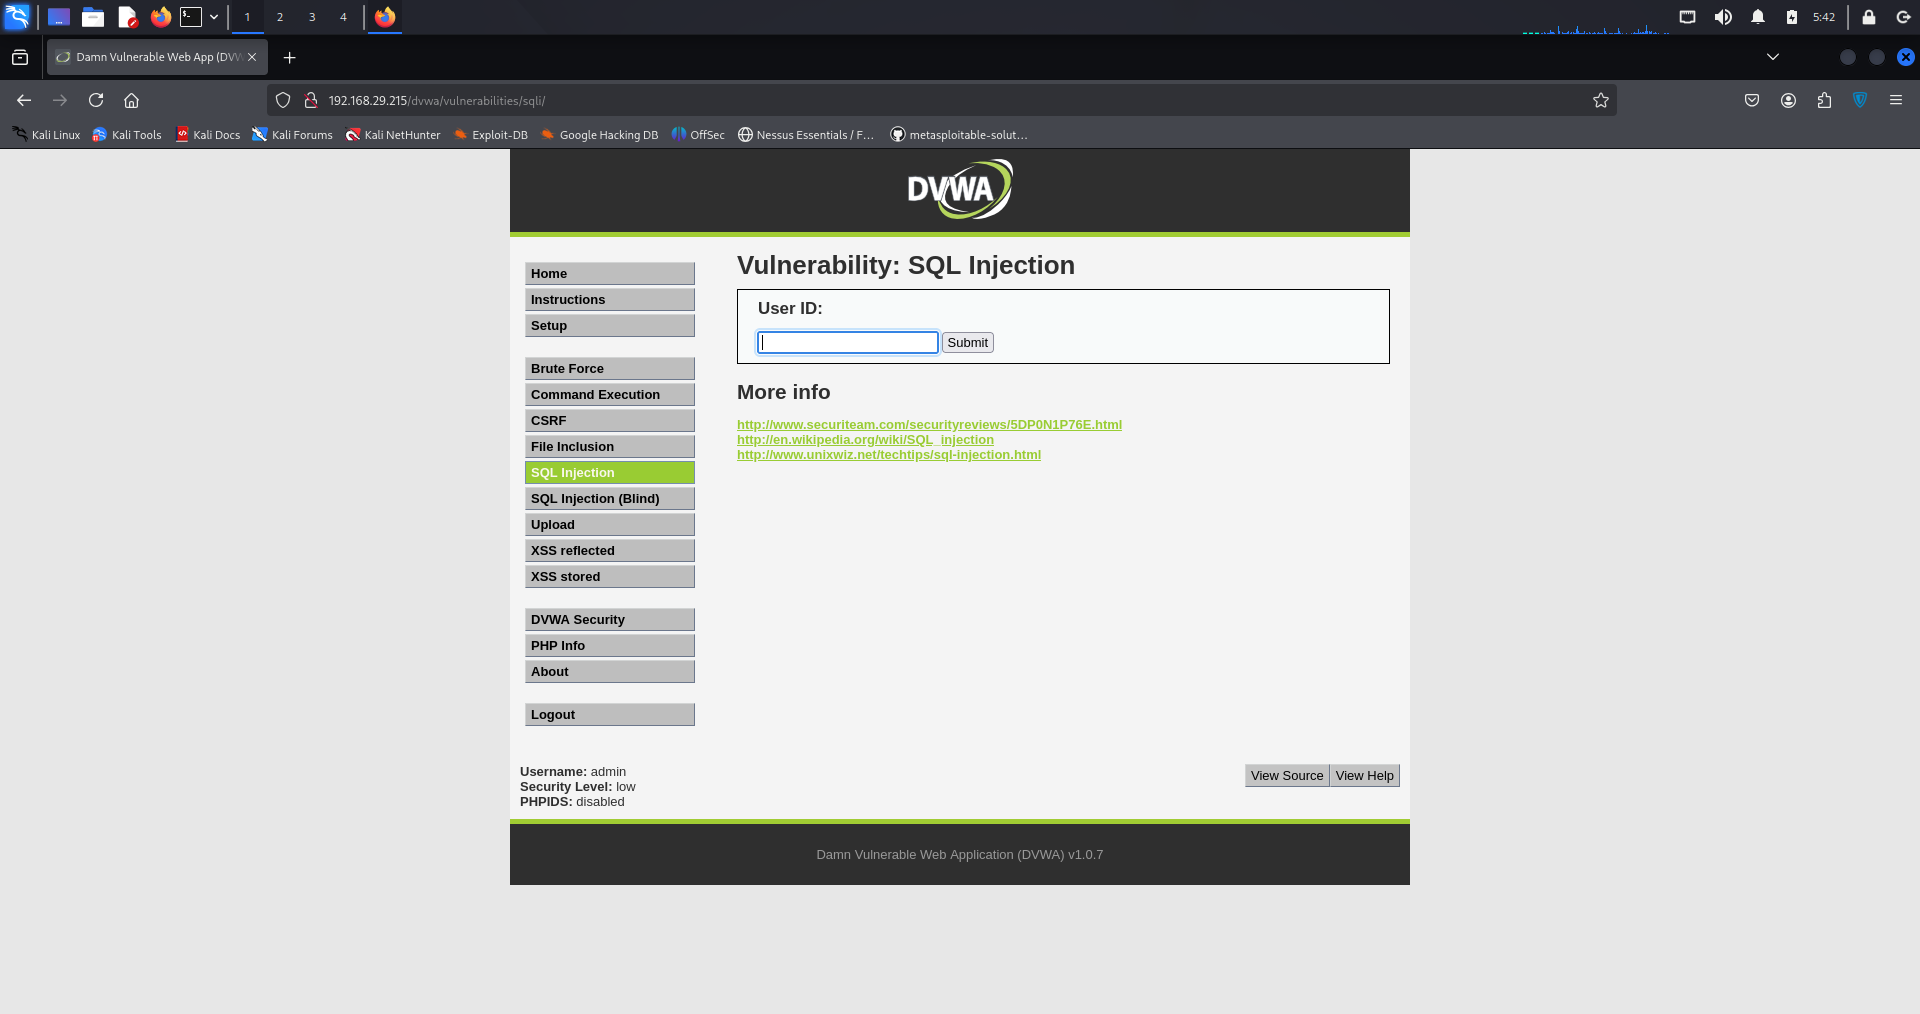 1 2 3 4 5:42
Damn Vulnerable Web App (DVW
192.168.29.215/dvwa/vulnerabilities/sqli/
Kali Linux Kali Tools Kali Docs Kali Forums Kali NetHunter Exploit-DB Google Hacking DB OffSec Nessus Essentials / F… metasploitable-solut…
DVWA
Home
Instructions
Setup
Brute Force
Command Execution
CSRF
File Inclusion
SQL Injection
SQL Injection (Blind)
Upload
XSS reflected
XSS stored
DVWA Security
PHP Info
About
Logout
Vulnerability: SQL Injection
User ID:
Submit
More info
http://www.securiteam.com/securityreviews/5DP0N1P76E.html
http://en.wikipedia.org/wiki/SQL_injection
http://www.unixwiz.net/techtips/sql-injection.html
Username: admin
Security Level: low
PHPIDS: disabled
View Source View Help
Damn Vulnerable Web Application (DVWA) v1.0.7